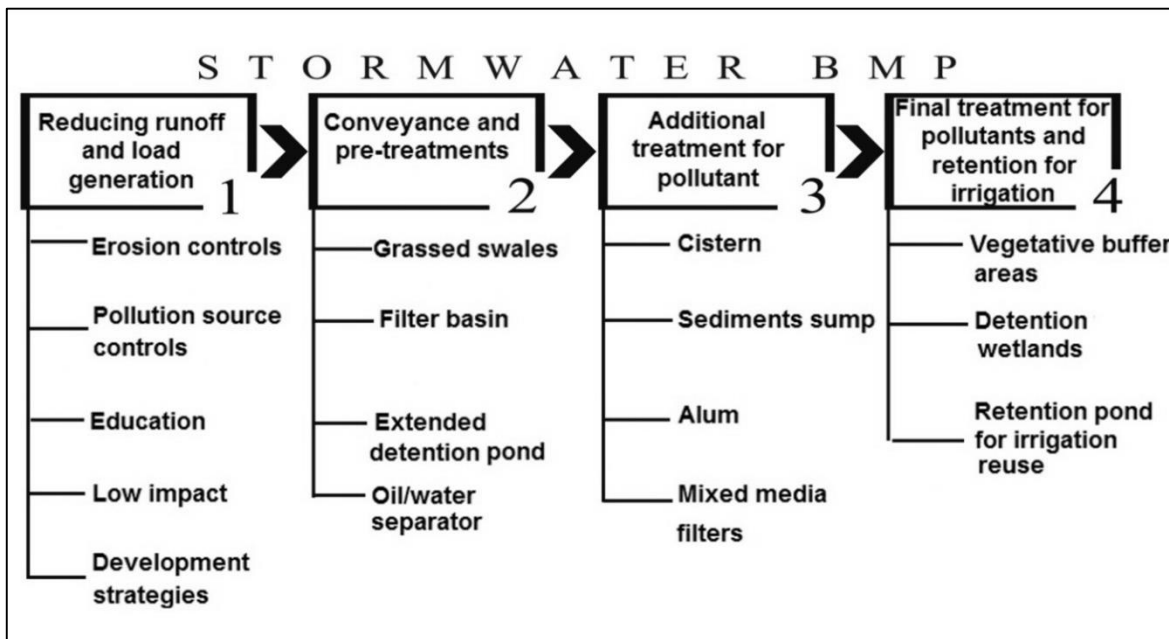 STORMWATER BMP
Reducing runoff
and load
generation
1
Conveyance and
pre-treatments
2
Additional
treatment for
pollutant
3
Final treatment for
pollutants and
retention for
irrigation
4
Erosion controls
Pollution source
controls
Education
Low impact
Development
strategies
Grassed swales
Filter basin
Extended
detention pond
Oil/water
separator
Cistern
Sediments sump
Alum
Mixed media
filters
Vegetative buffer
areas
Detention
wetlands
Retention pond
for irrigation
reuse